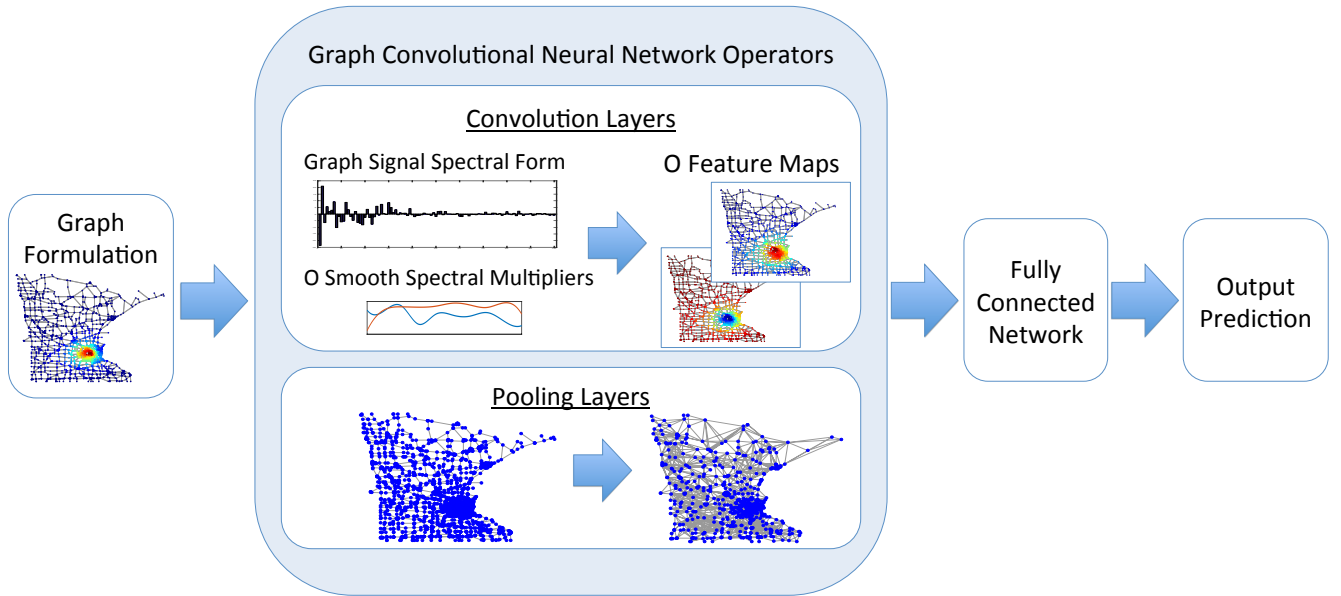 Graph Convolutional Neural Network Operators
Convolution Layers
Graph Signal Spectral Form
O Feature Maps
O Smooth Spectral Multipliers
Graph
Formulation
Pooling Layers
Fully
Connected
Network
Output
Prediction